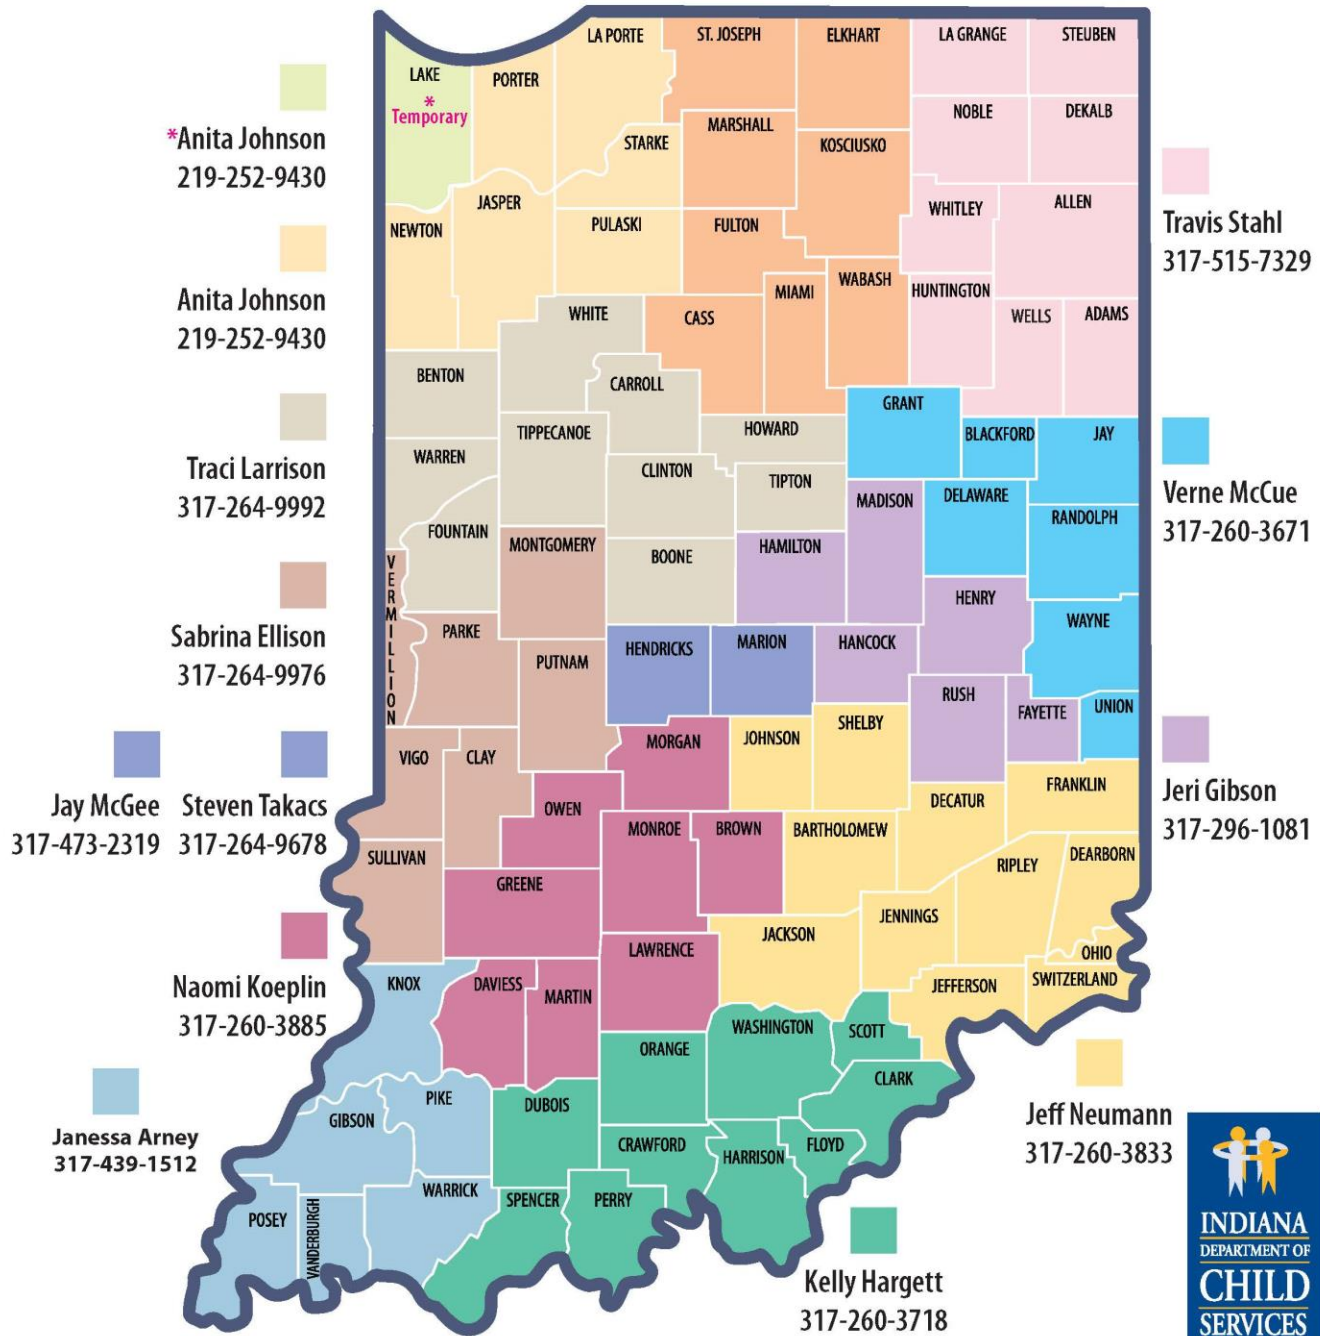 LA PORTE
ST. JOSEPH
ELKHART
LA GRANGE
STEUBEN
LAKE
*
Temporary
PORTER
NOBLE
DEKALB
MARSHALL
STARKE
KOSCIUSKO
*Anita Johnson
219-252-9430
JASPER
NEWTON
PULASKI
FULTON
WHITLEY
ALLEN
Travis Stahl
317-515-7329
Anita Johnson
219-252-9430
WHITE
CASS
MIAMI
WABASH
HUNTINGTON
WELLS
ADAMS
BENTON
CARROLL
GRANT
BLACKFORD
JAY
WARREN
TIPPECANOE
HOWARD
CLINTON
TIPTON
Traci Larrison
317-264-9992
MADISON
DELAWARE
RANDOLPH
Verne McCue
317-260-3671
FOUNTAIN
MONTGOMERY
BOONE
HAMILTON
VERMILLION
HENRY
WAYNE
Sabrina Ellison
317-264-9976
PARKE
PUTNAM
HENDRICKS
MARION
HANCOCK
RUSH
FAYETTE
UNION
VIGO
CLAY
MORGAN
JOHNSON
SHELBY
FRANKLIN
Jay McGee
317-473-2319
Steven Takacs
317-264-9678
Jeri Gibson
317-296-1081
OWEN
MONROE
BROWN
BARTHOLOMEW
DECATUR
SULLIVAN
GREENE
RIPLEY
DEARBORN
JENNINGS
JACKSON
LAWRENCE
OHIO
SWITZERLAND
JEFFERSON
Naomi Koeplin
317-260-3885
KNOX
DAVIESS
MARTIN
WASHINGTON
SCOTT
ORANGE
CLARK
Janessa Arney
317-439-1512
GIBSON
PIKE
DUBOIS
CRAWFORD
HARRISON
FLOYD
Jeff Neumann
317-260-3833
POSEY
VANDERBURGH
WARRICK
SPENCER
PERRY
Kelly Hargett
317-260-3718
INDIANA
DEPARTMENT OF
CHILD
SERVICES